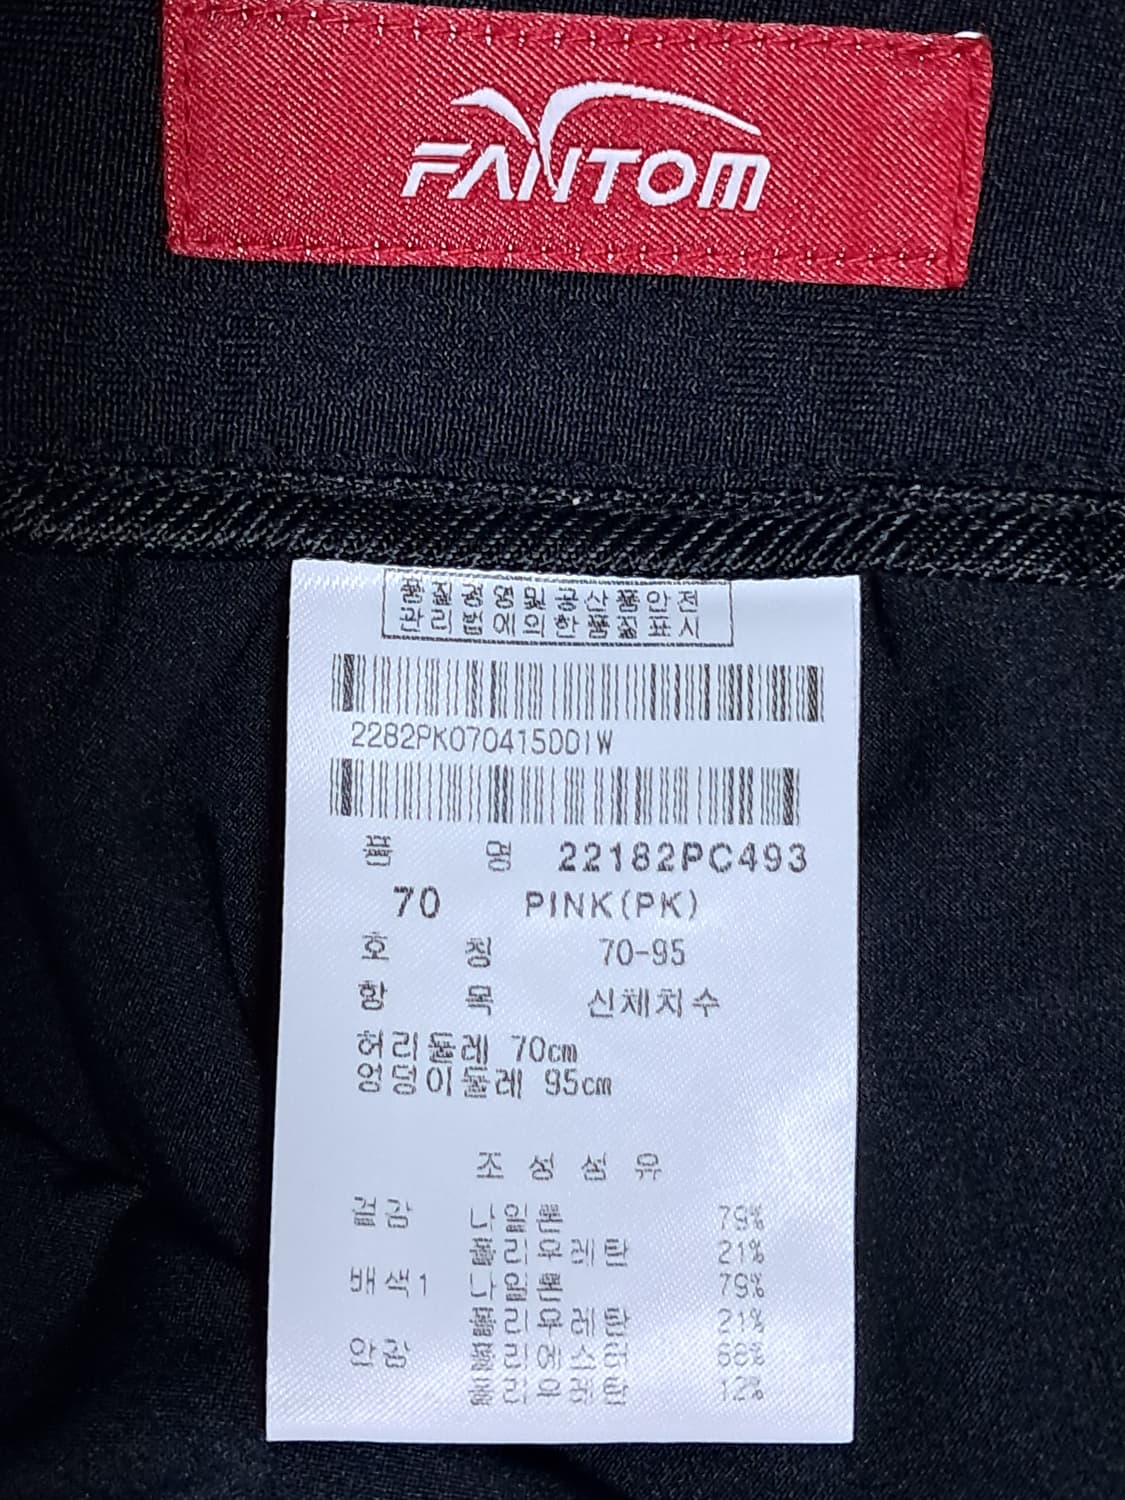 FANTOM
품질경영및공산품안전
관리법에의한품질표시
2282PK070415DDIW
품 명 22182PC493
70 PINK(PK)
호 칭 70-95
항 목 신체치수
허리둘레 70cm
엉덩이둘레 95cm
조 성 섬 유
겉감 나일론 79%
폴리우레탄 21%
배색1 나일론 79%
폴리우레탄 21%
안감 폴리에스터
폴리우레탄 12%